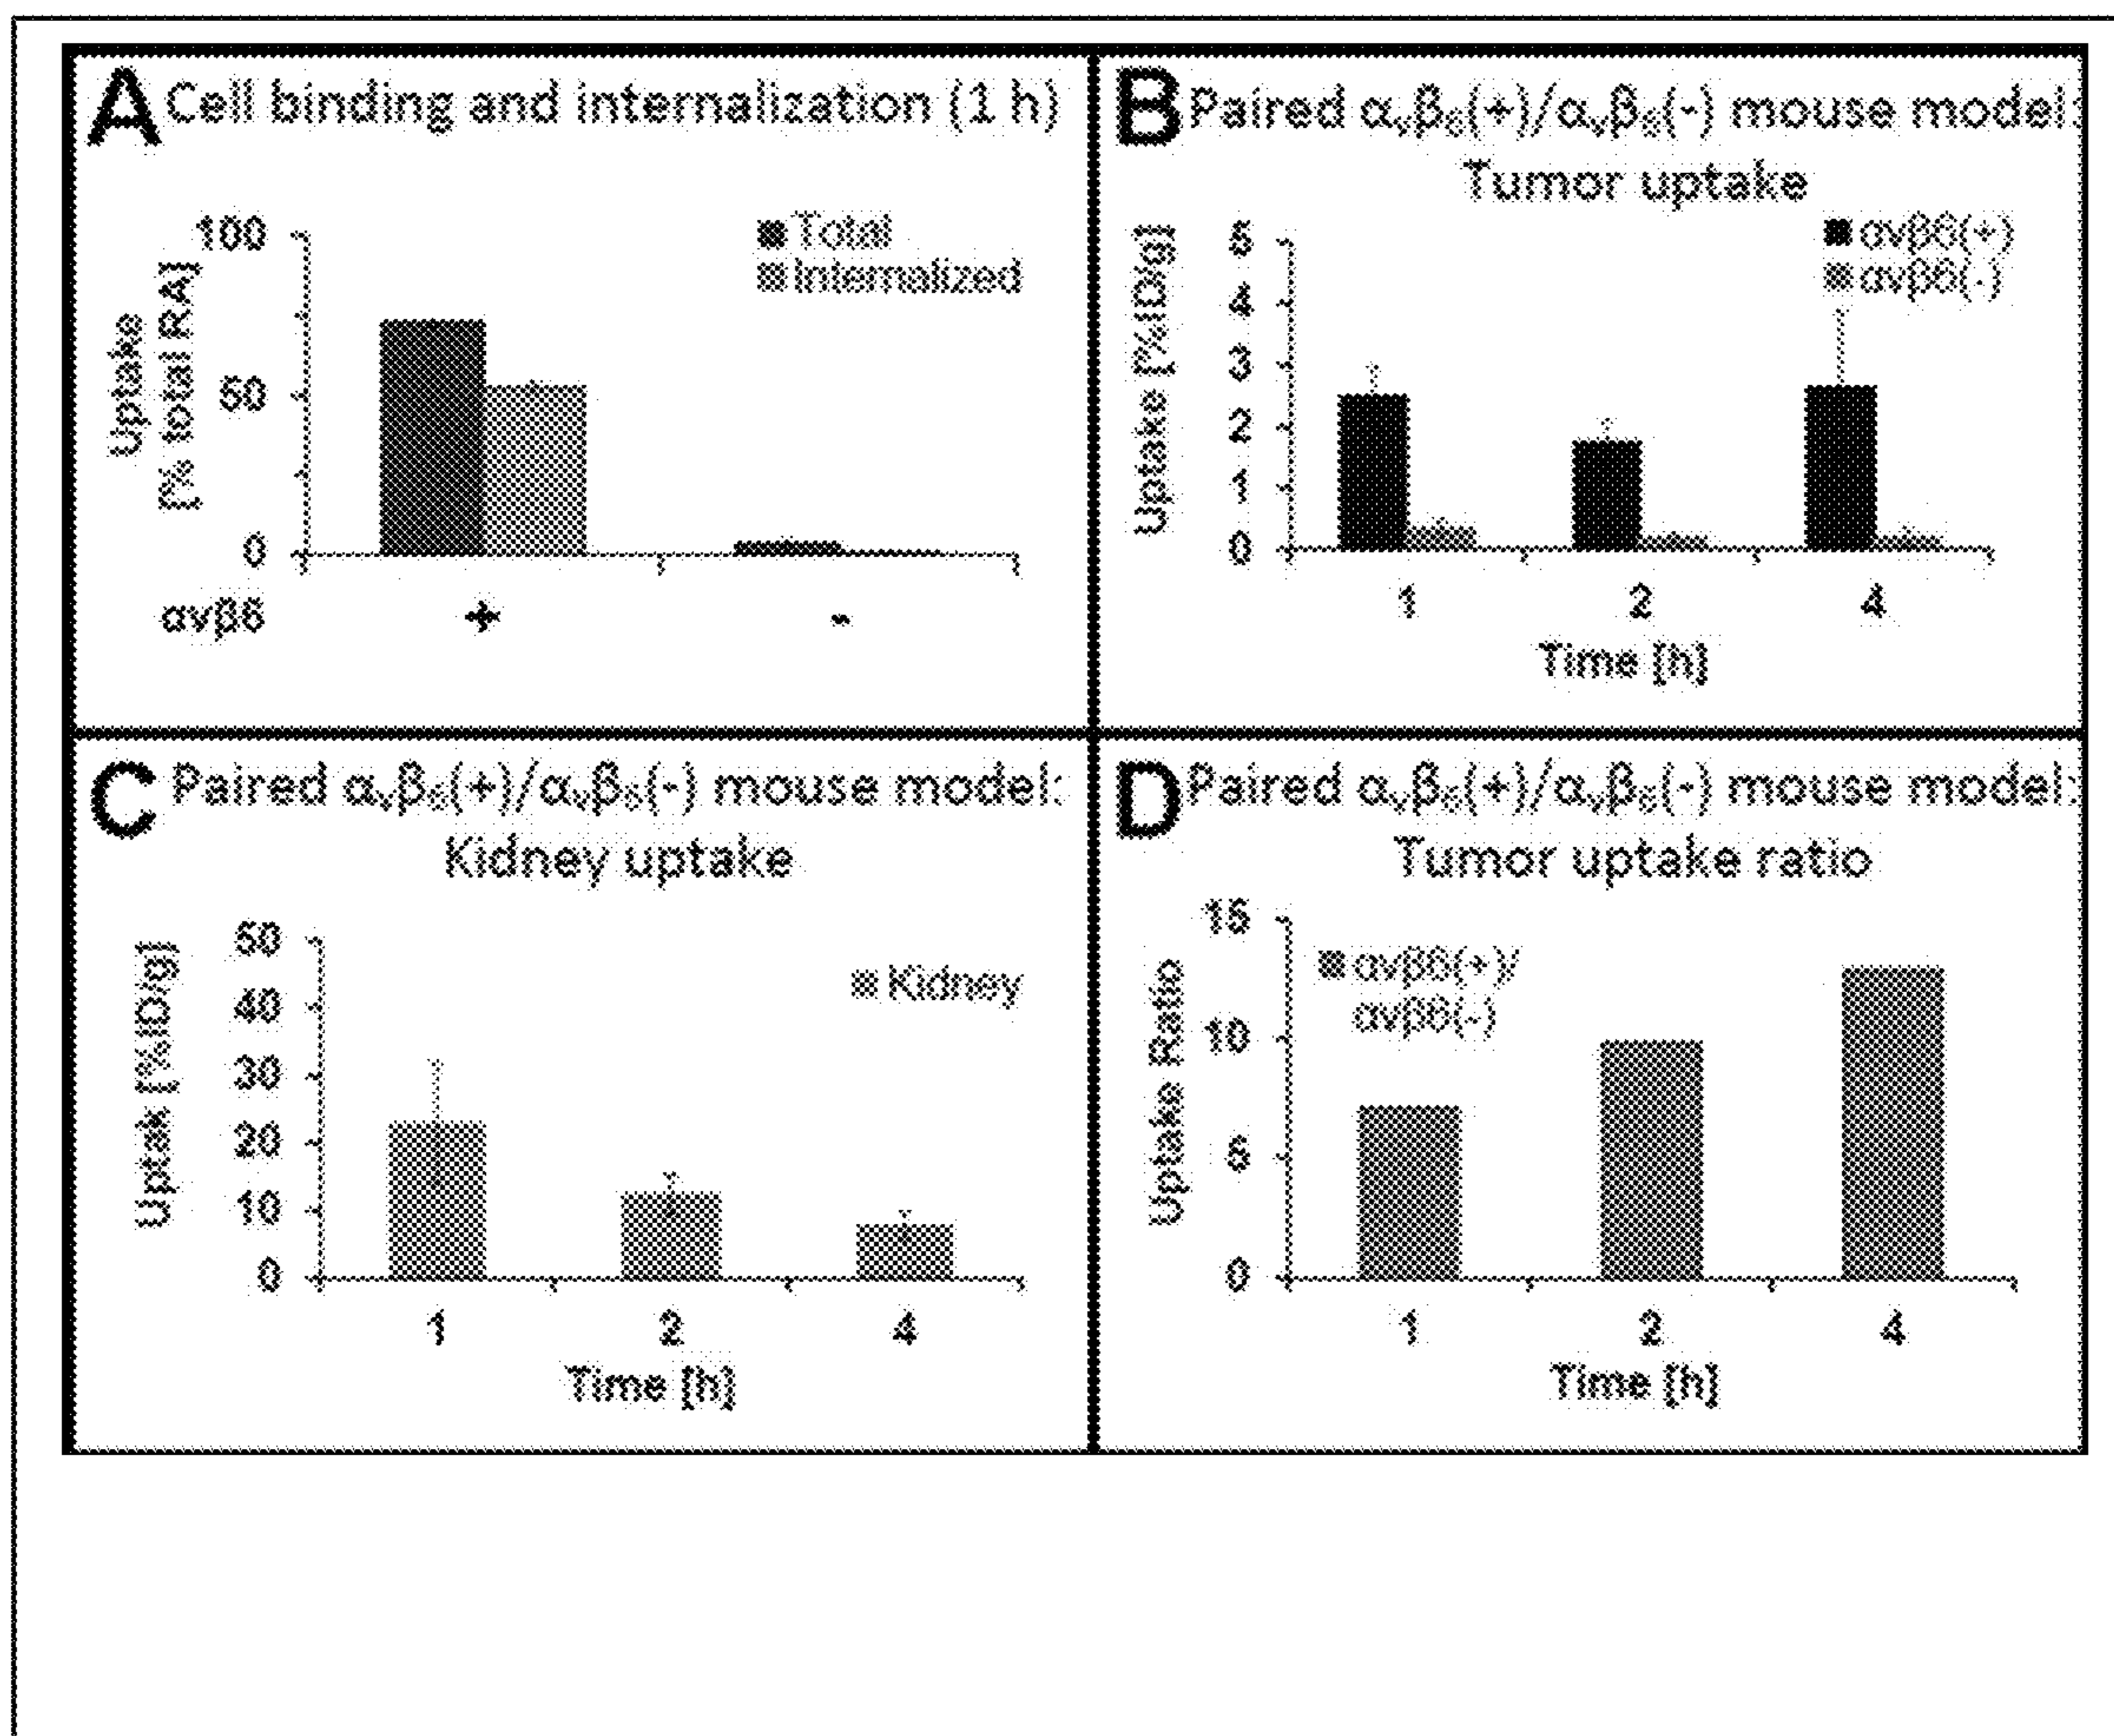 A Cell binding and internalization (1 h)
100
50
0
Uptake
[% total RA]
Total
Internalized
αvβ6
+
-
B Paired αᵥβ₆(+)/αᵥβ₆(-) mouse model:
Tumor uptake
5
4
3
2
1
0
Uptake [%ID/g]
αvβ6(+)
αvβ6(-)
1 2 4
Time [h]
C Paired αᵥβ₆(+)/αᵥβ₆(-) mouse model:
Kidney uptake
50
40
30
20
10
0
Uptak [%ID/g]
Kidney
1 2 4
Time [h]
D Paired αᵥβ₆(+)/αᵥβ₆(-) mouse model:
Tumor uptake ratio
15
10
5
0
Uptake Ratio
αvβ6(+)/
αvβ6(-)
1 2 4
Time [h]